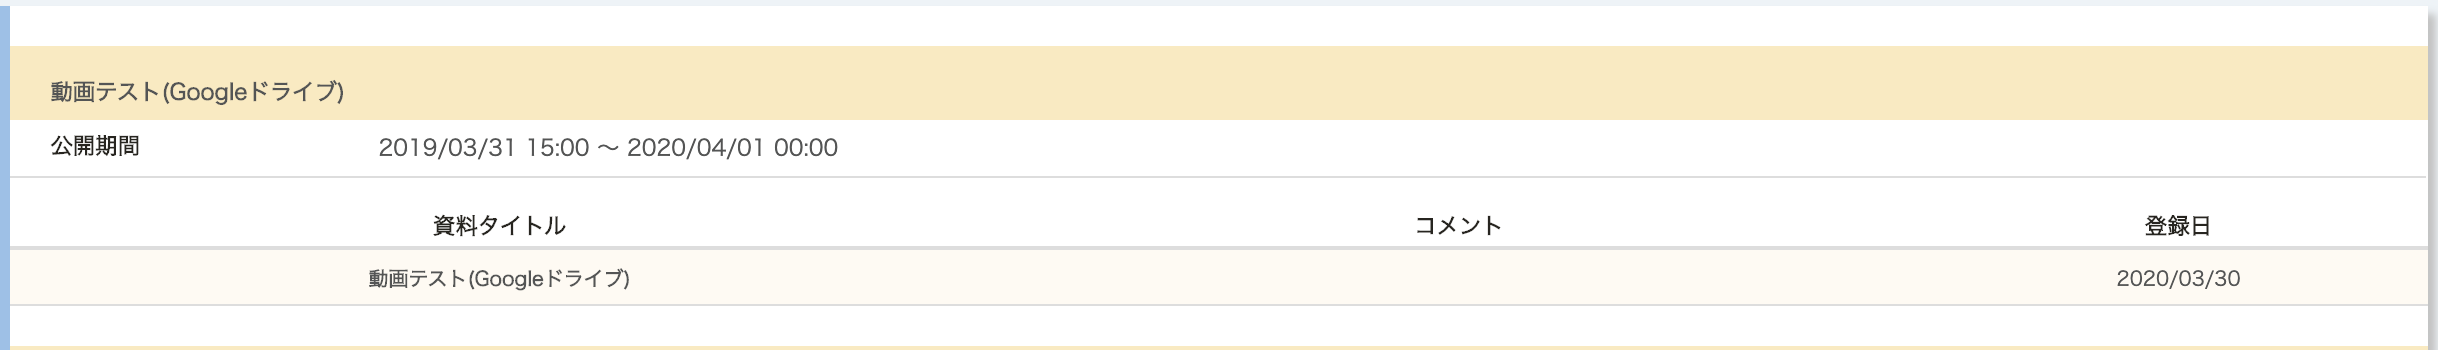 動画テスト(Googleドライブ)
公開期間 2019/03/31 15:00 〜 2020/04/01 00:00
資料タイトル コメント 登録日
動画テスト(Googleドライブ) 2020/03/30